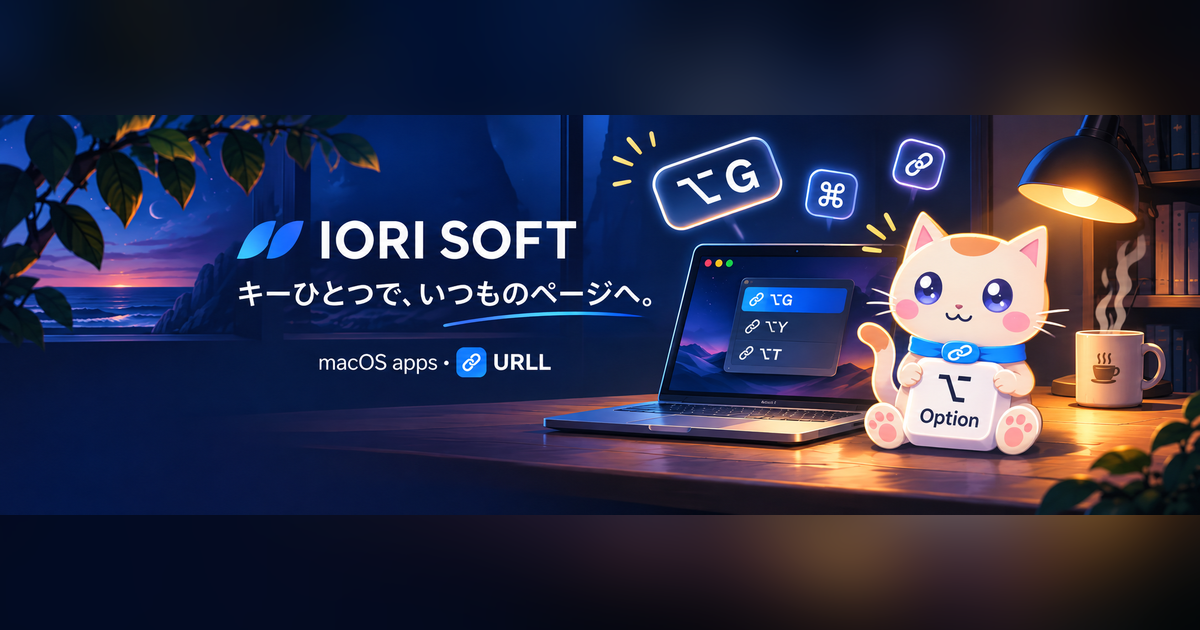 IORI SOFT
キーひとつで、いつものページへ。
macOS apps • URLL
⌥G
⌘
⌥G
⌥Y
⌥T
⌥
Option